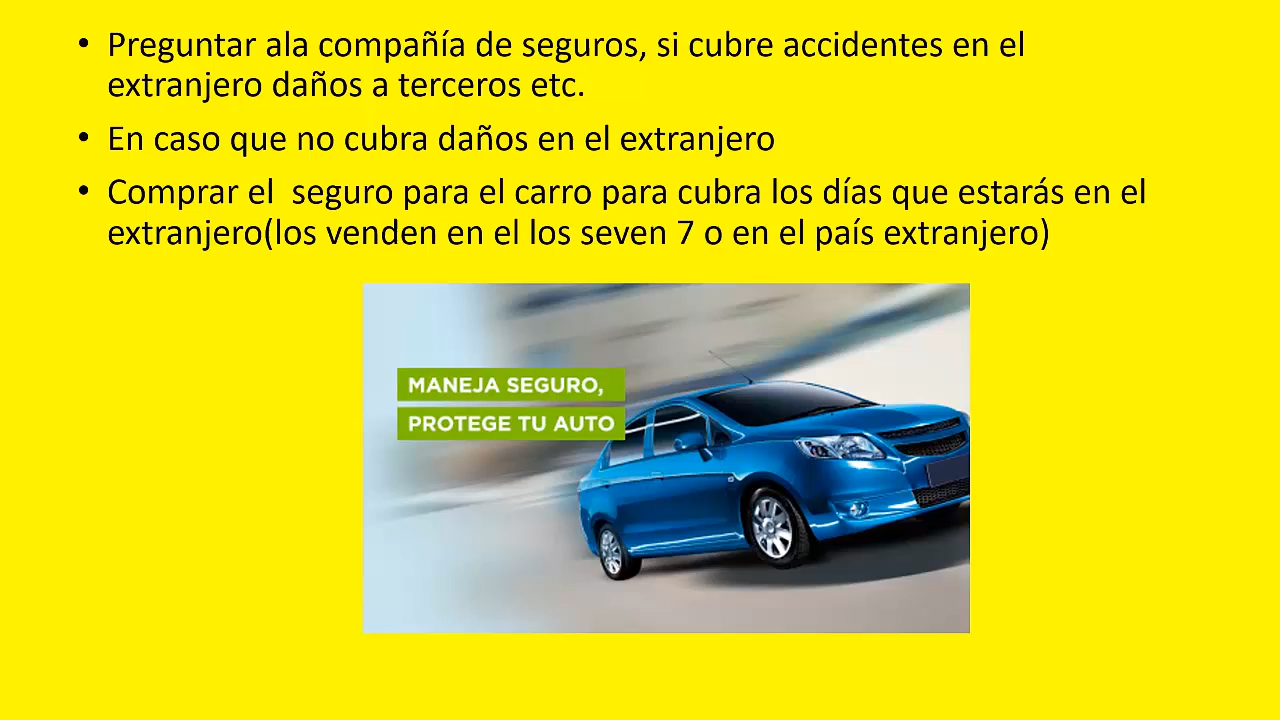 • Preguntar ala compañía de seguros, si cubre accidentes en el
extranjero daños a terceros etc.
• En caso que no cubra daños en el extranjero
• Comprar el  seguro para el carro para cubra los días que estarás en el
extranjero(los venden en el los seven 7 o en el país extranjero)
MANEJA SEGURO,
PROTEGE TU AUTO